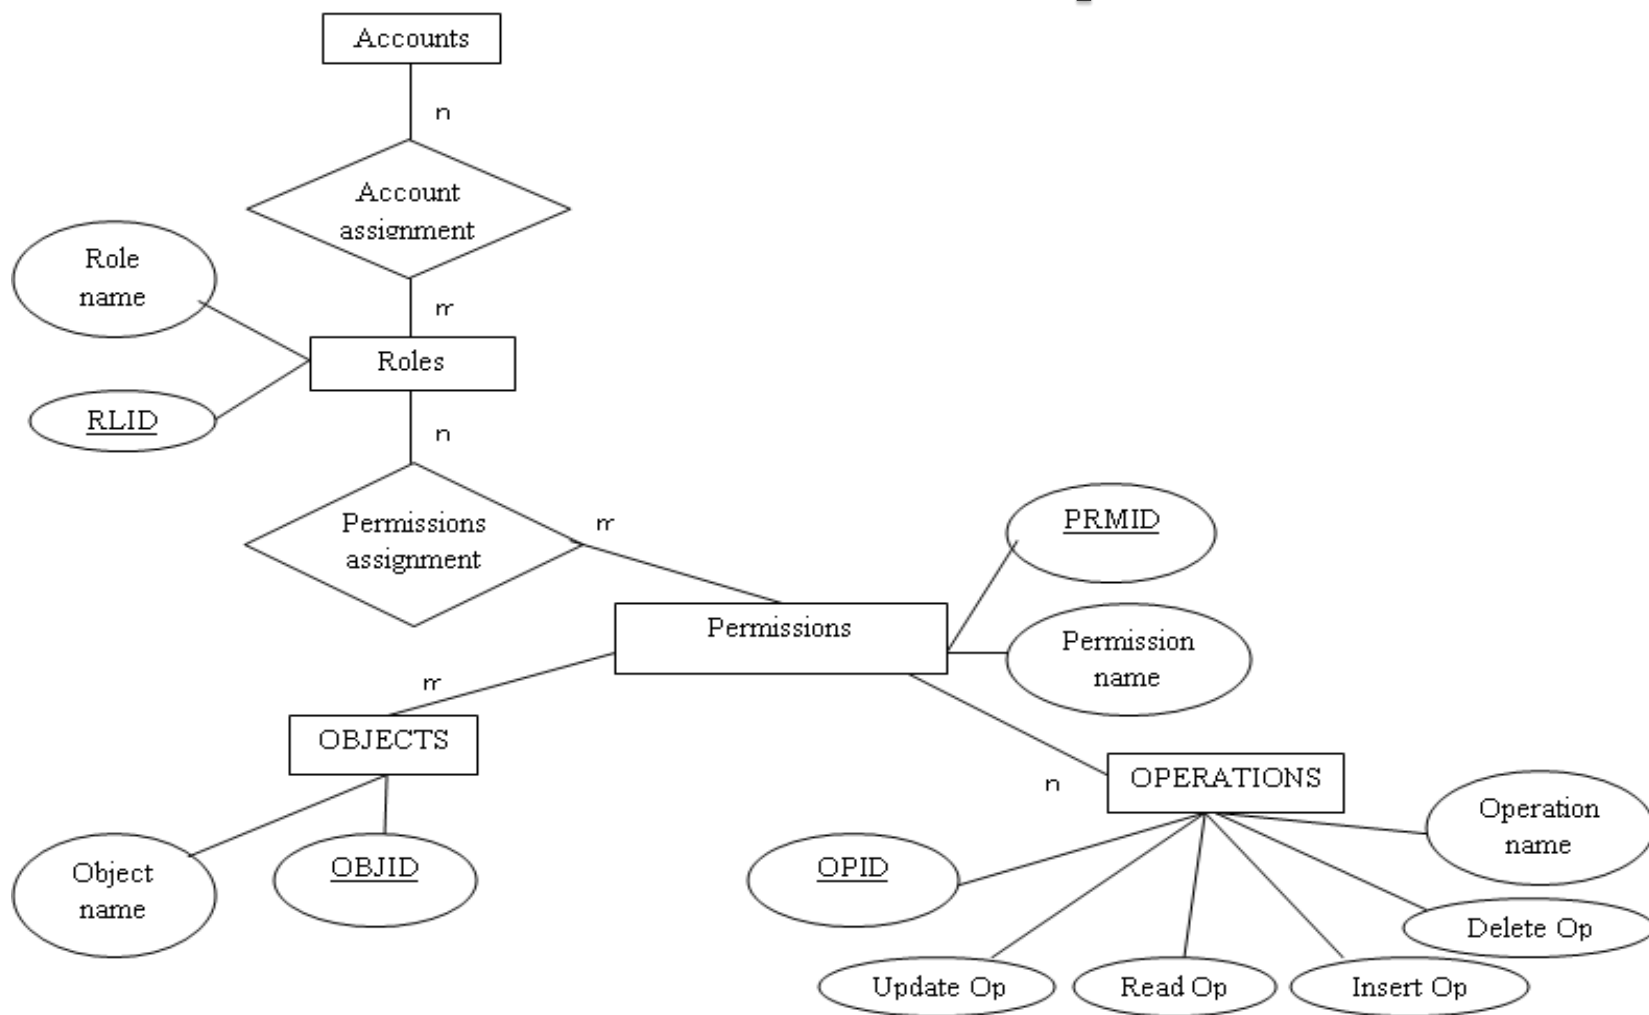 Accounts
n
Account
assignment
Role
name
m
Roles
RLID
n
Permissions
assignment
m
PRMID
Permissions
Permission
name
m
OBJECTS
n
OPERATIONS
Operation
name
Object
name
OBJID
OPID
Delete Op
Update Op
Read Op
Insert Op